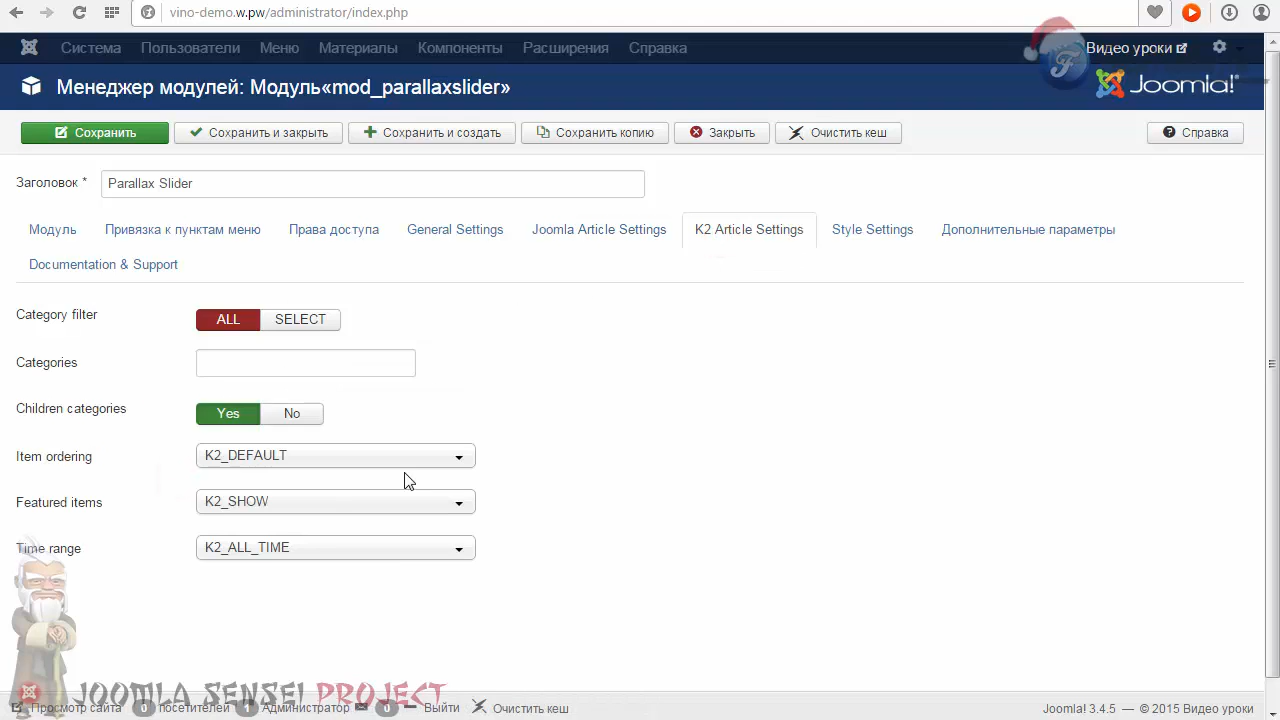 vino-demo.w.pw/administrator/index.php
Система Пользователи Меню Материалы Компоненты Расширения Справка Видео уроки
Менеджер модулей: Модуль«mod_parallaxslider» Joomla!
Сохранить Сохранить и закрыть Сохранить и создать Сохранить копию Закрыть Очистить кеш Справка
Заголовок * Parallax Slider
Модуль Привязка к пунктам меню Права доступа General Settings Joomla Article Settings K2 Article Settings Style Settings Дополнительные параметры
Documentation & Support
Category filter ALL SELECT
Categories
Children categories Yes No
Item ordering K2_DEFAULT
Featured items K2_SHOW
Time range K2_ALL_TIME
JOOMLA SENSEI PROJECT
Просмотр сайта 0 посетителей 1 Администратор 0 Выйти Очистить кеш Joomla! 3.4.5 — © 2015 Видео уроки